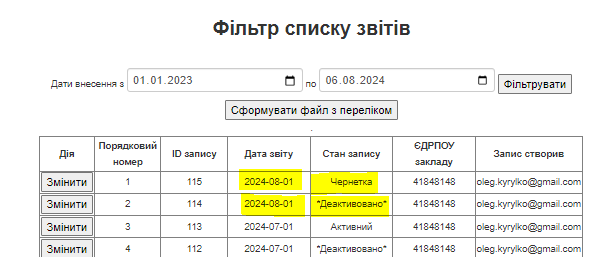 Фільтр списку звітів
Дати внесення з 01.01.2023 по 06.08.2024 Фільтрувати
Сформувати файл з переліком
Дія Порядковий номер ID запису Дата звіту Стан запису ЄДРПОУ закладу Запис створив
Змінити 1 115 2024-08-01 Чернетка 41848148 oleg.kyrylko@gmail.com
Змінити 2 114 2024-08-01 *Деактивовано* 41848148 oleg.kyrylko@gmail.com
Змінити 3 113 2024-07-01 Активний 41848148 oleg.kyrylko@gmail.com
Змінити 4 112 2024-07-01 *Деактивовано* 41848148 oleg.kyrylko@gmail.com